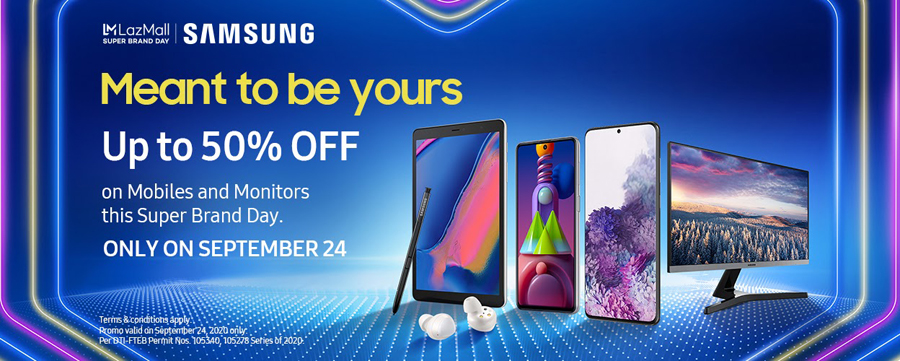 LM LazMall
SUPER BRAND DAY
SAMSUNG
Meant to be yours
Up to 50% OFF
on Mobiles and Monitors
this Super Brand Day.
ONLY ON SEPTEMBER 24
Terms & conditions apply
Promo valid on September 24, 2020 only
Per DTI-FTEB Permit Nos. 105340, 105278 Series of 2020.